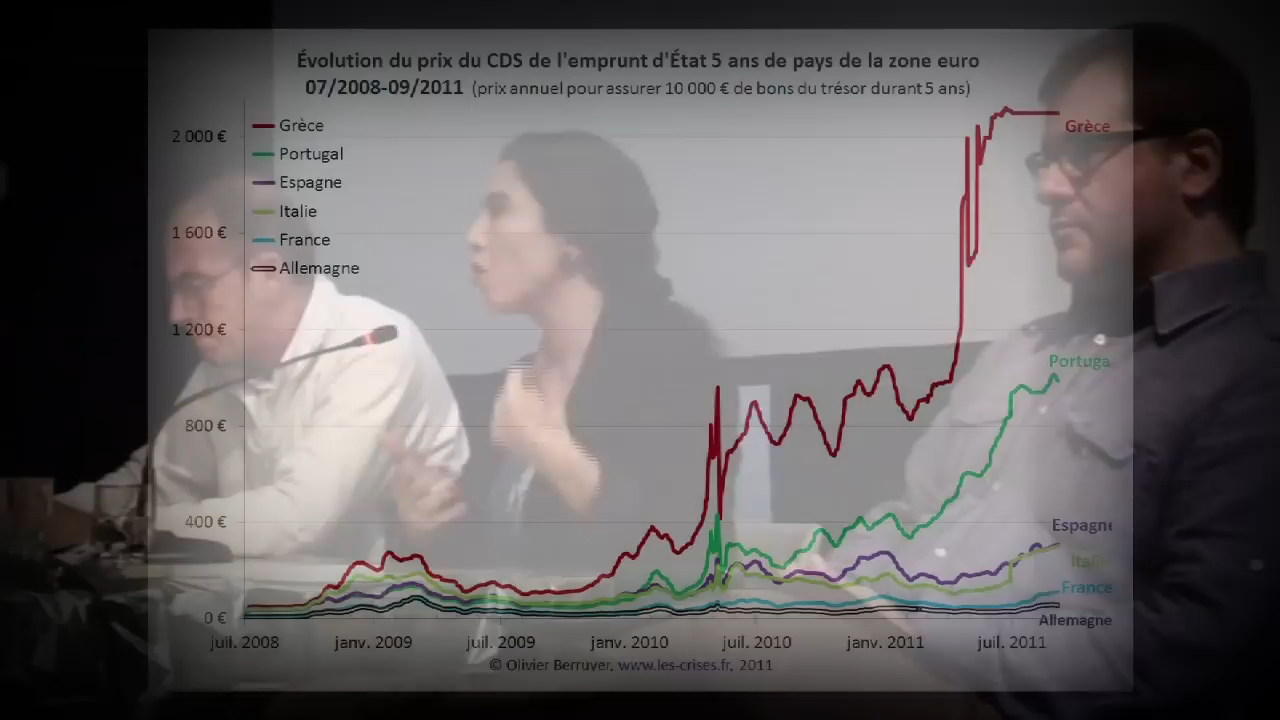 Évolution du prix du CDS de l'emprunt d'État 5 ans de pays de la zone euro
07/2008-09/2011 (prix annuel pour assurer 10 000 € de bons du trésor durant 5 ans)
Grèce
Portugal
Espagne
Italie
France
Allemagne
2 000 €
1 600 €
1 200 €
800 €
400 €
0 €
Grèce
Portuga
Espagne
Italie
France
Allemagne
juil. 2008 janv. 2009 juil. 2009 janv. 2010 juil. 2010 janv. 2011 juil. 2011
© Olivier Berruyer, www.les-crises.fr, 2011